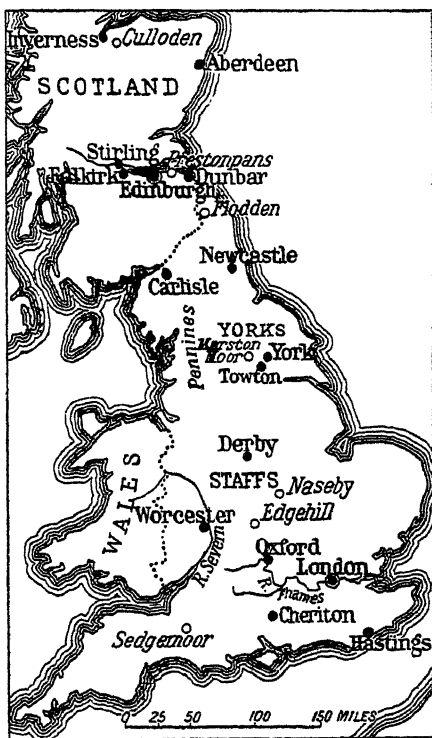 Inverness
Culloden
Aberdeen
SCOTLAND
Stirling
Prestonpans
Falkirk
Dunbar
Edinburgh
Flodden
Newcastle
Carlisle
Pennines
YORKS
Marston
Moor
York
Towton
Derby
STAFFS
Naseby
WALES
Edgehill
Worcester
R. Severn
Oxford
London
R. Thames
Cheriton
Sedgemoor
Hastings
0 25 50 100 150 MILES